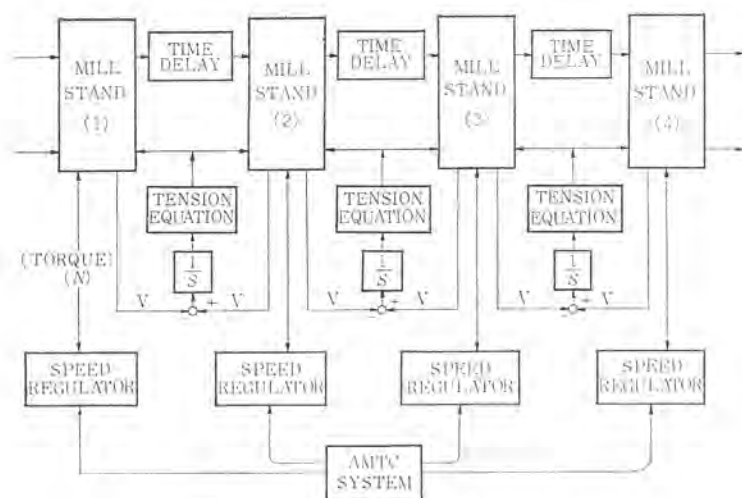 MILL
STAND
(1)
TIME
DELAY
MILL
STAND
(2)
TIME
DELAY
MILL
STAND
(3)
TIME
DELAY
MILL
STAND
(4)
TENSION
EQUATION
TENSION
EQUATION
TENSION
EQUATION
(TORQUE)
(N)
1
S
1
S
1
S
V + V
V + V
V + V
SPEED
REGULATOR
SPEED
REGULATOR
SPEED
REGULATOR
SPEED
REGULATOR
AMTC
SYSTEM